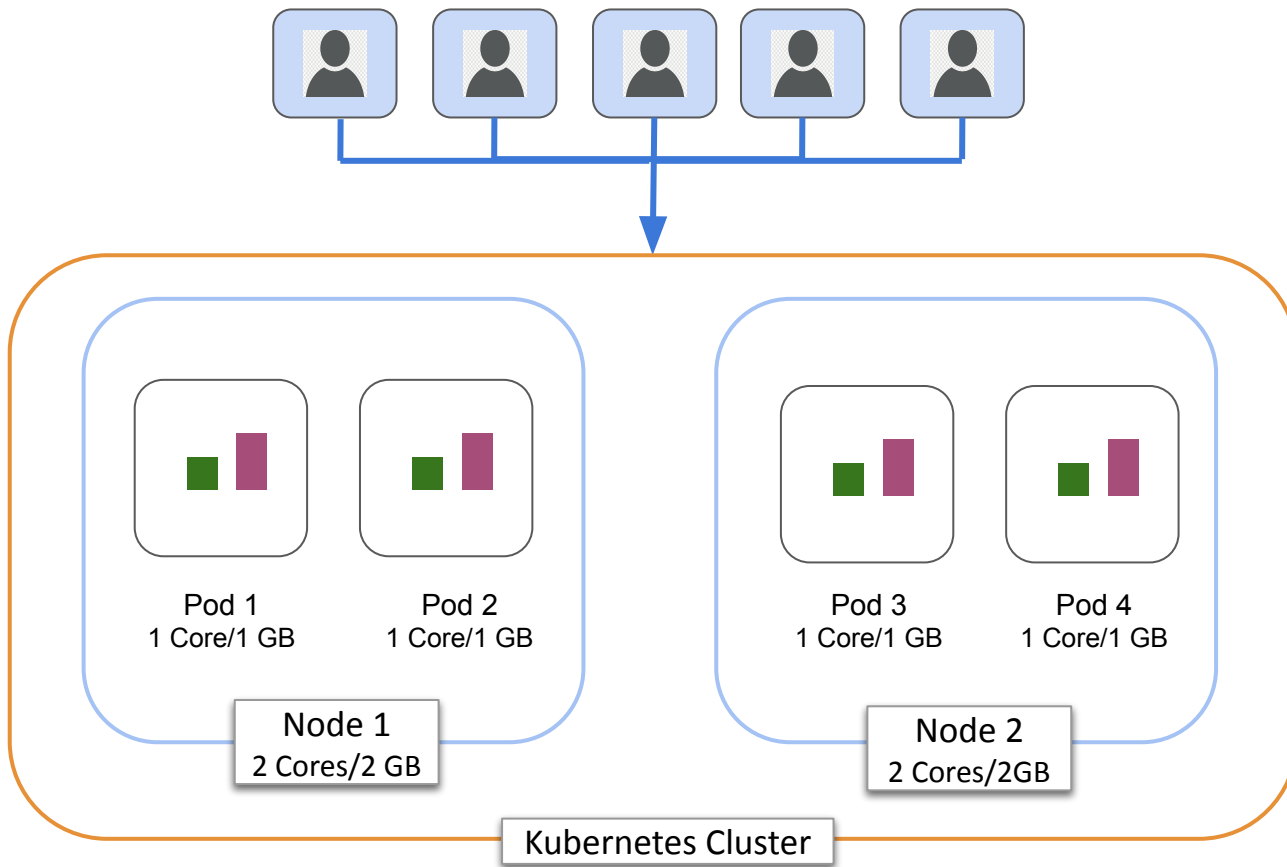 Pod 1
1 Core/1 GB
Pod 2
1 Core/1 GB
Pod 3
1 Core/1 GB
Pod 4
1 Core/1 GB
Node 1
2 Cores/2 GB
Node 2
2 Cores/2GB
Kubernetes Cluster